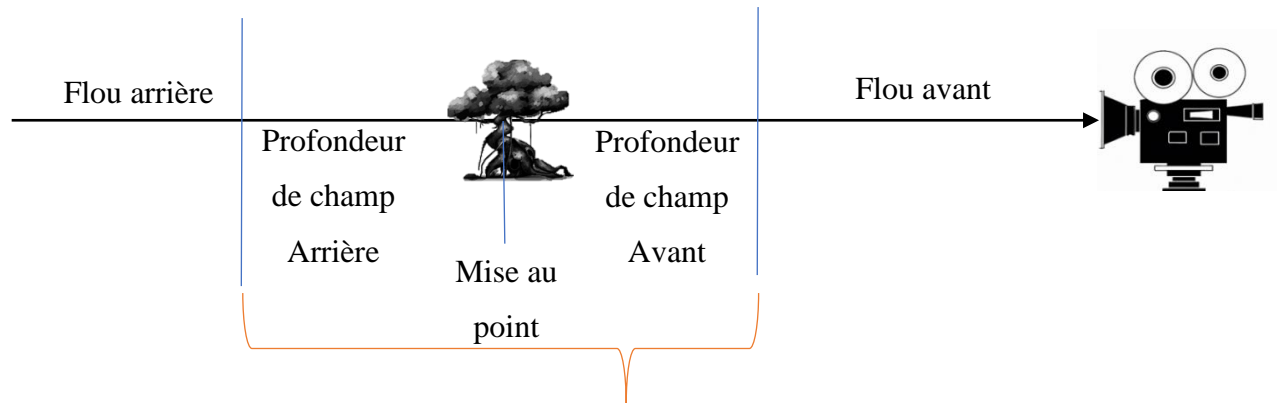 Flou arrière
Flou avant
Profondeur
de champ
Arrière
Mise au
point
Profondeur
de champ
Avant